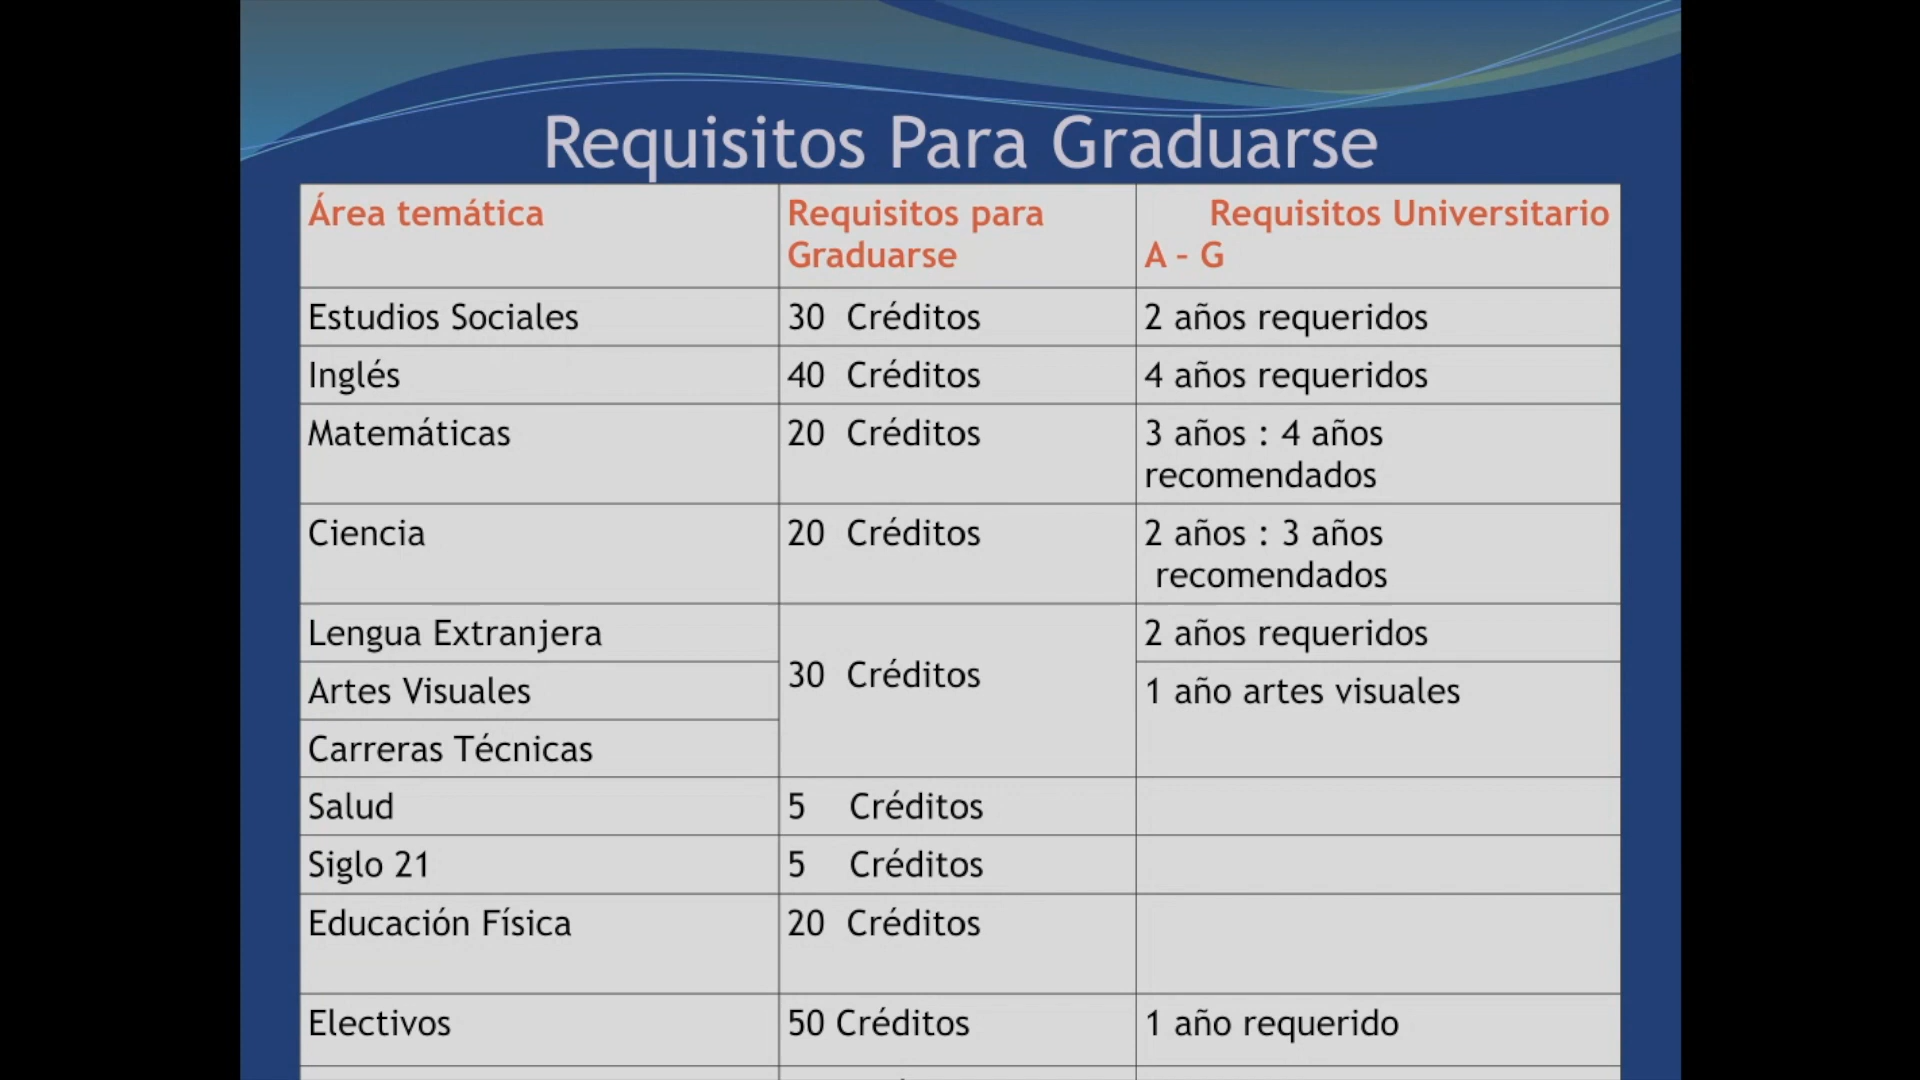 Requisitos Para Graduarse
Área temática
Requisitos para
Graduarse
Requisitos Universitario
A – G
Estudios Sociales
30 Créditos
2 años requeridos
Inglés
40 Créditos
4 años requeridos
Matemáticas
20 Créditos
3 años : 4 años
recomendados
Ciencia
20 Créditos
2 años : 3 años
recomendados
Lengua Extranjera
30 Créditos
2 años requeridos
Artes Visuales
1 año artes visuales
Carreras Técnicas
Salud
5 Créditos
Siglo 21
5 Créditos
Educación Física
20 Créditos
Electivos
50 Créditos
1 año requerido